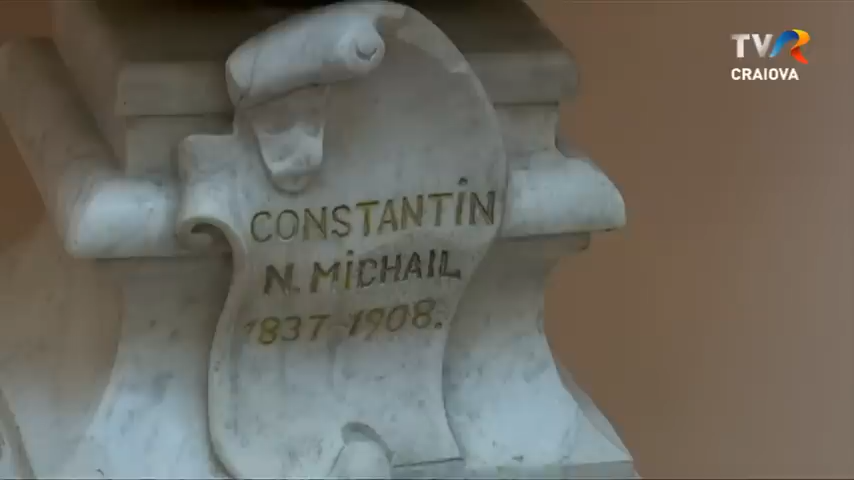 TVR
CRAIOVA
CONSTANTiN
N. MiCHAIL
1837-1908.